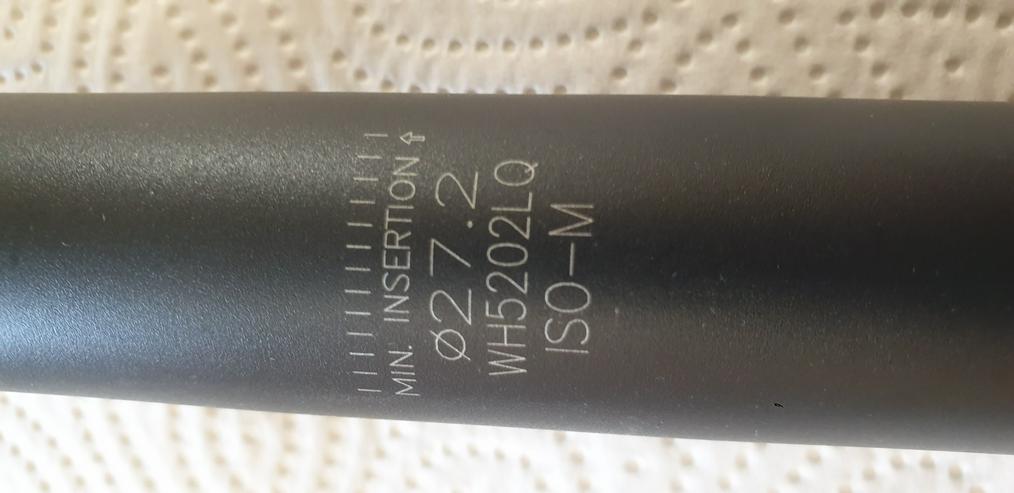 MIN. INSERTION⇧
Ø27.2
WH5202LQ
ISO-M